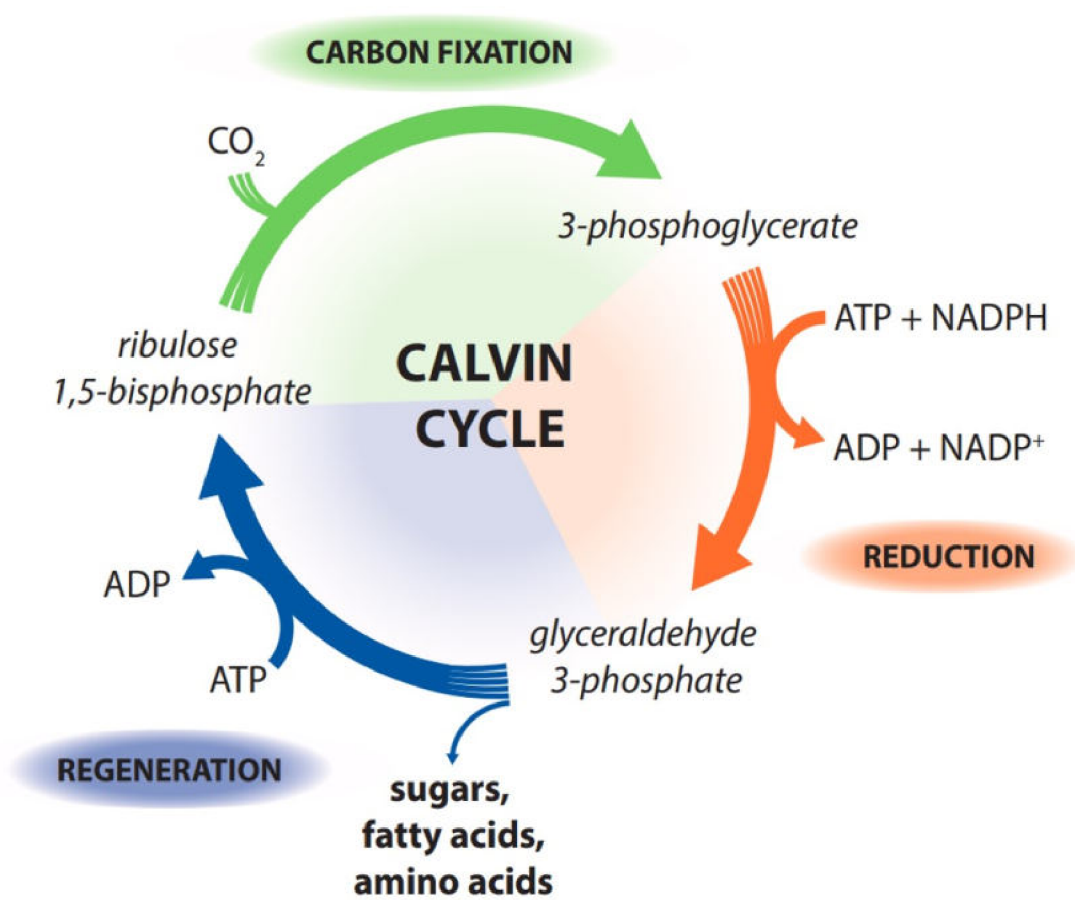 CARBON FIXATION
CO₂
3-phosphoglycerate
ATP + NADPH
ribulose
1,5-bisphosphate
CALVIN
CYCLE
ADP + NADP⁺
REDUCTION
ADP
glyceraldehyde
3-phosphate
ATP
REGENERATION
sugars,
fatty acids,
amino acids